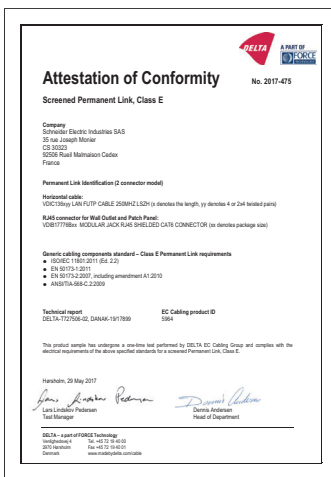 DELTA
A PART OF
FORCE
Attestation of Conformity
No. 2017-475
Screened Permanent Link, Class E
Company
Schneider Electric Industries SAS
35 rue Joseph Monier
CS 30323
92506 Rueil Malmaison Cedex
France
Permanent Link Identification (2 connector model)
Horizontal cable:
VDIC136xyy LAN FUTP CABLE 250MHZ LSZH (x denotes the length, yy denotes 4 or 2x4 twisted pairs)
RJ45 connector for Wall Outlet and Patch Panel:
VDIB17776Bxx MODULAR JACK RJ45 SHIELDED CAT6 CONNECTOR (xx denotes package size)
Generic cabling components standard – Class E Permanent Link requirements
● ISO/IEC 11801:2011 (Ed. 2.2)
● EN 50173-1:2011
● EN 50173-2:2007, including amendment A1:2010
● ANSI/TIA-568-C.2:2009
Technical report
DELTA-T727506-02, DANAK-19/17899
EC Cabling product ID
5964
This product sample has undergone a one-time test performed by DELTA EC Cabling Group and complies with the
electrical requirements of the above specified standards for a screened Permanent Link, Class E.
Hørsholm, 29 May 2017
Lars Lindskov Pedersen
Dennis Andersen
Lars Lindskov Pedersen
Test Manager
Dennis Andersen
Head of Department
DELTA – a part of FORCE Technology
Venlighedsvej 4 Tel. +45 72 19 40 00
2970 Hørsholm Fax +45 72 19 40 01
Denmark www.madebydelta.com/cable